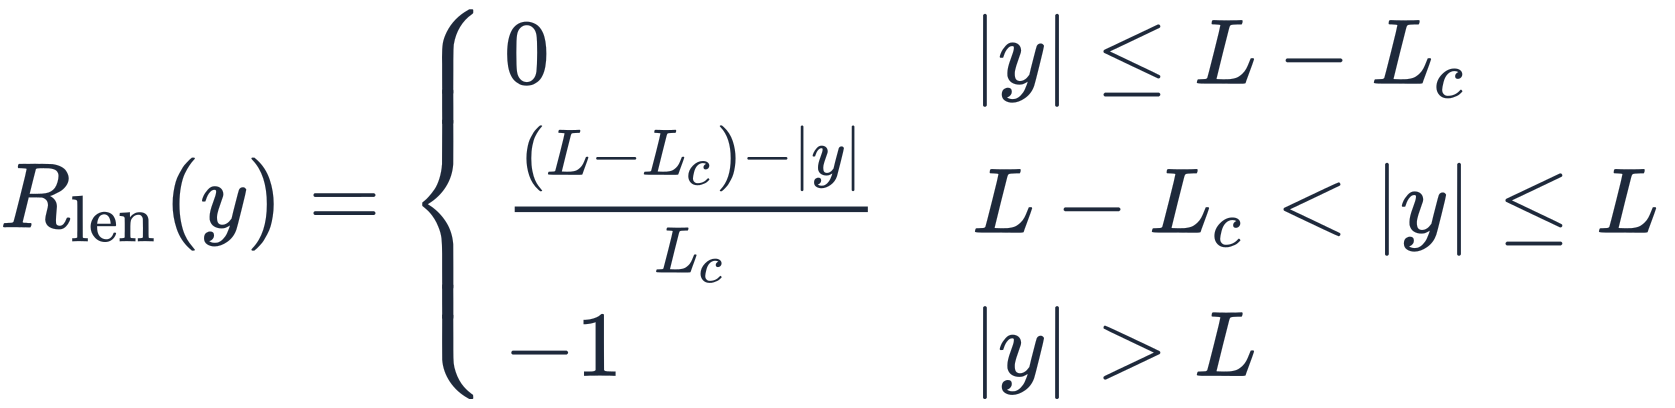 R_len(y) = { 0    |y| ≤ L − L_c
((L−L_c)−|y|)/L_c    L − L_c < |y| ≤ L
−1    |y| > L